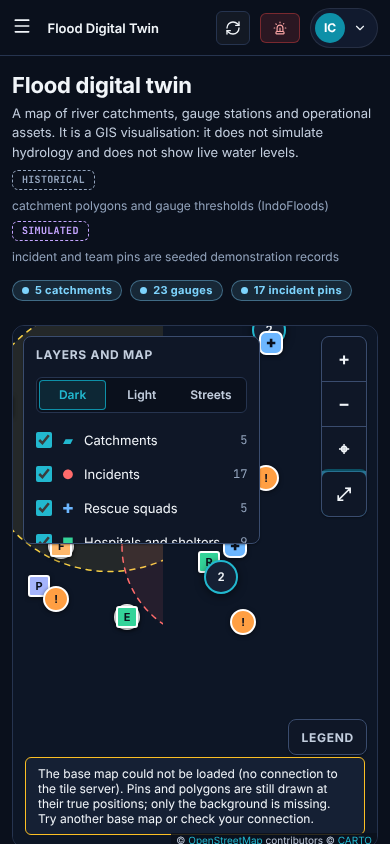 Flood Digital Twin
IC
Flood digital twin
A map of river catchments, gauge stations and operational
assets. It is a GIS visualisation: it does not simulate
hydrology and does not show live water levels.
HISTORICAL
catchment polygons and gauge thresholds (IndoFloods)
SIMULATED
incident and team pins are seeded demonstration records
5 catchments
23 gauges
17 incident pins
LAYERS AND MAP
Dark
Light
Streets
Catchments 5
Incidents 17
Rescue squads 5
Hospitals and shelters 9
+
−
!
F
R
2
P
!
E
!
LEGEND
The base map could not be loaded (no connection to
the tile server). Pins and polygons are still drawn at
their true positions; only the background is missing.
Try another base map or check your connection.
© OpenStreetMap contributors © CARTO